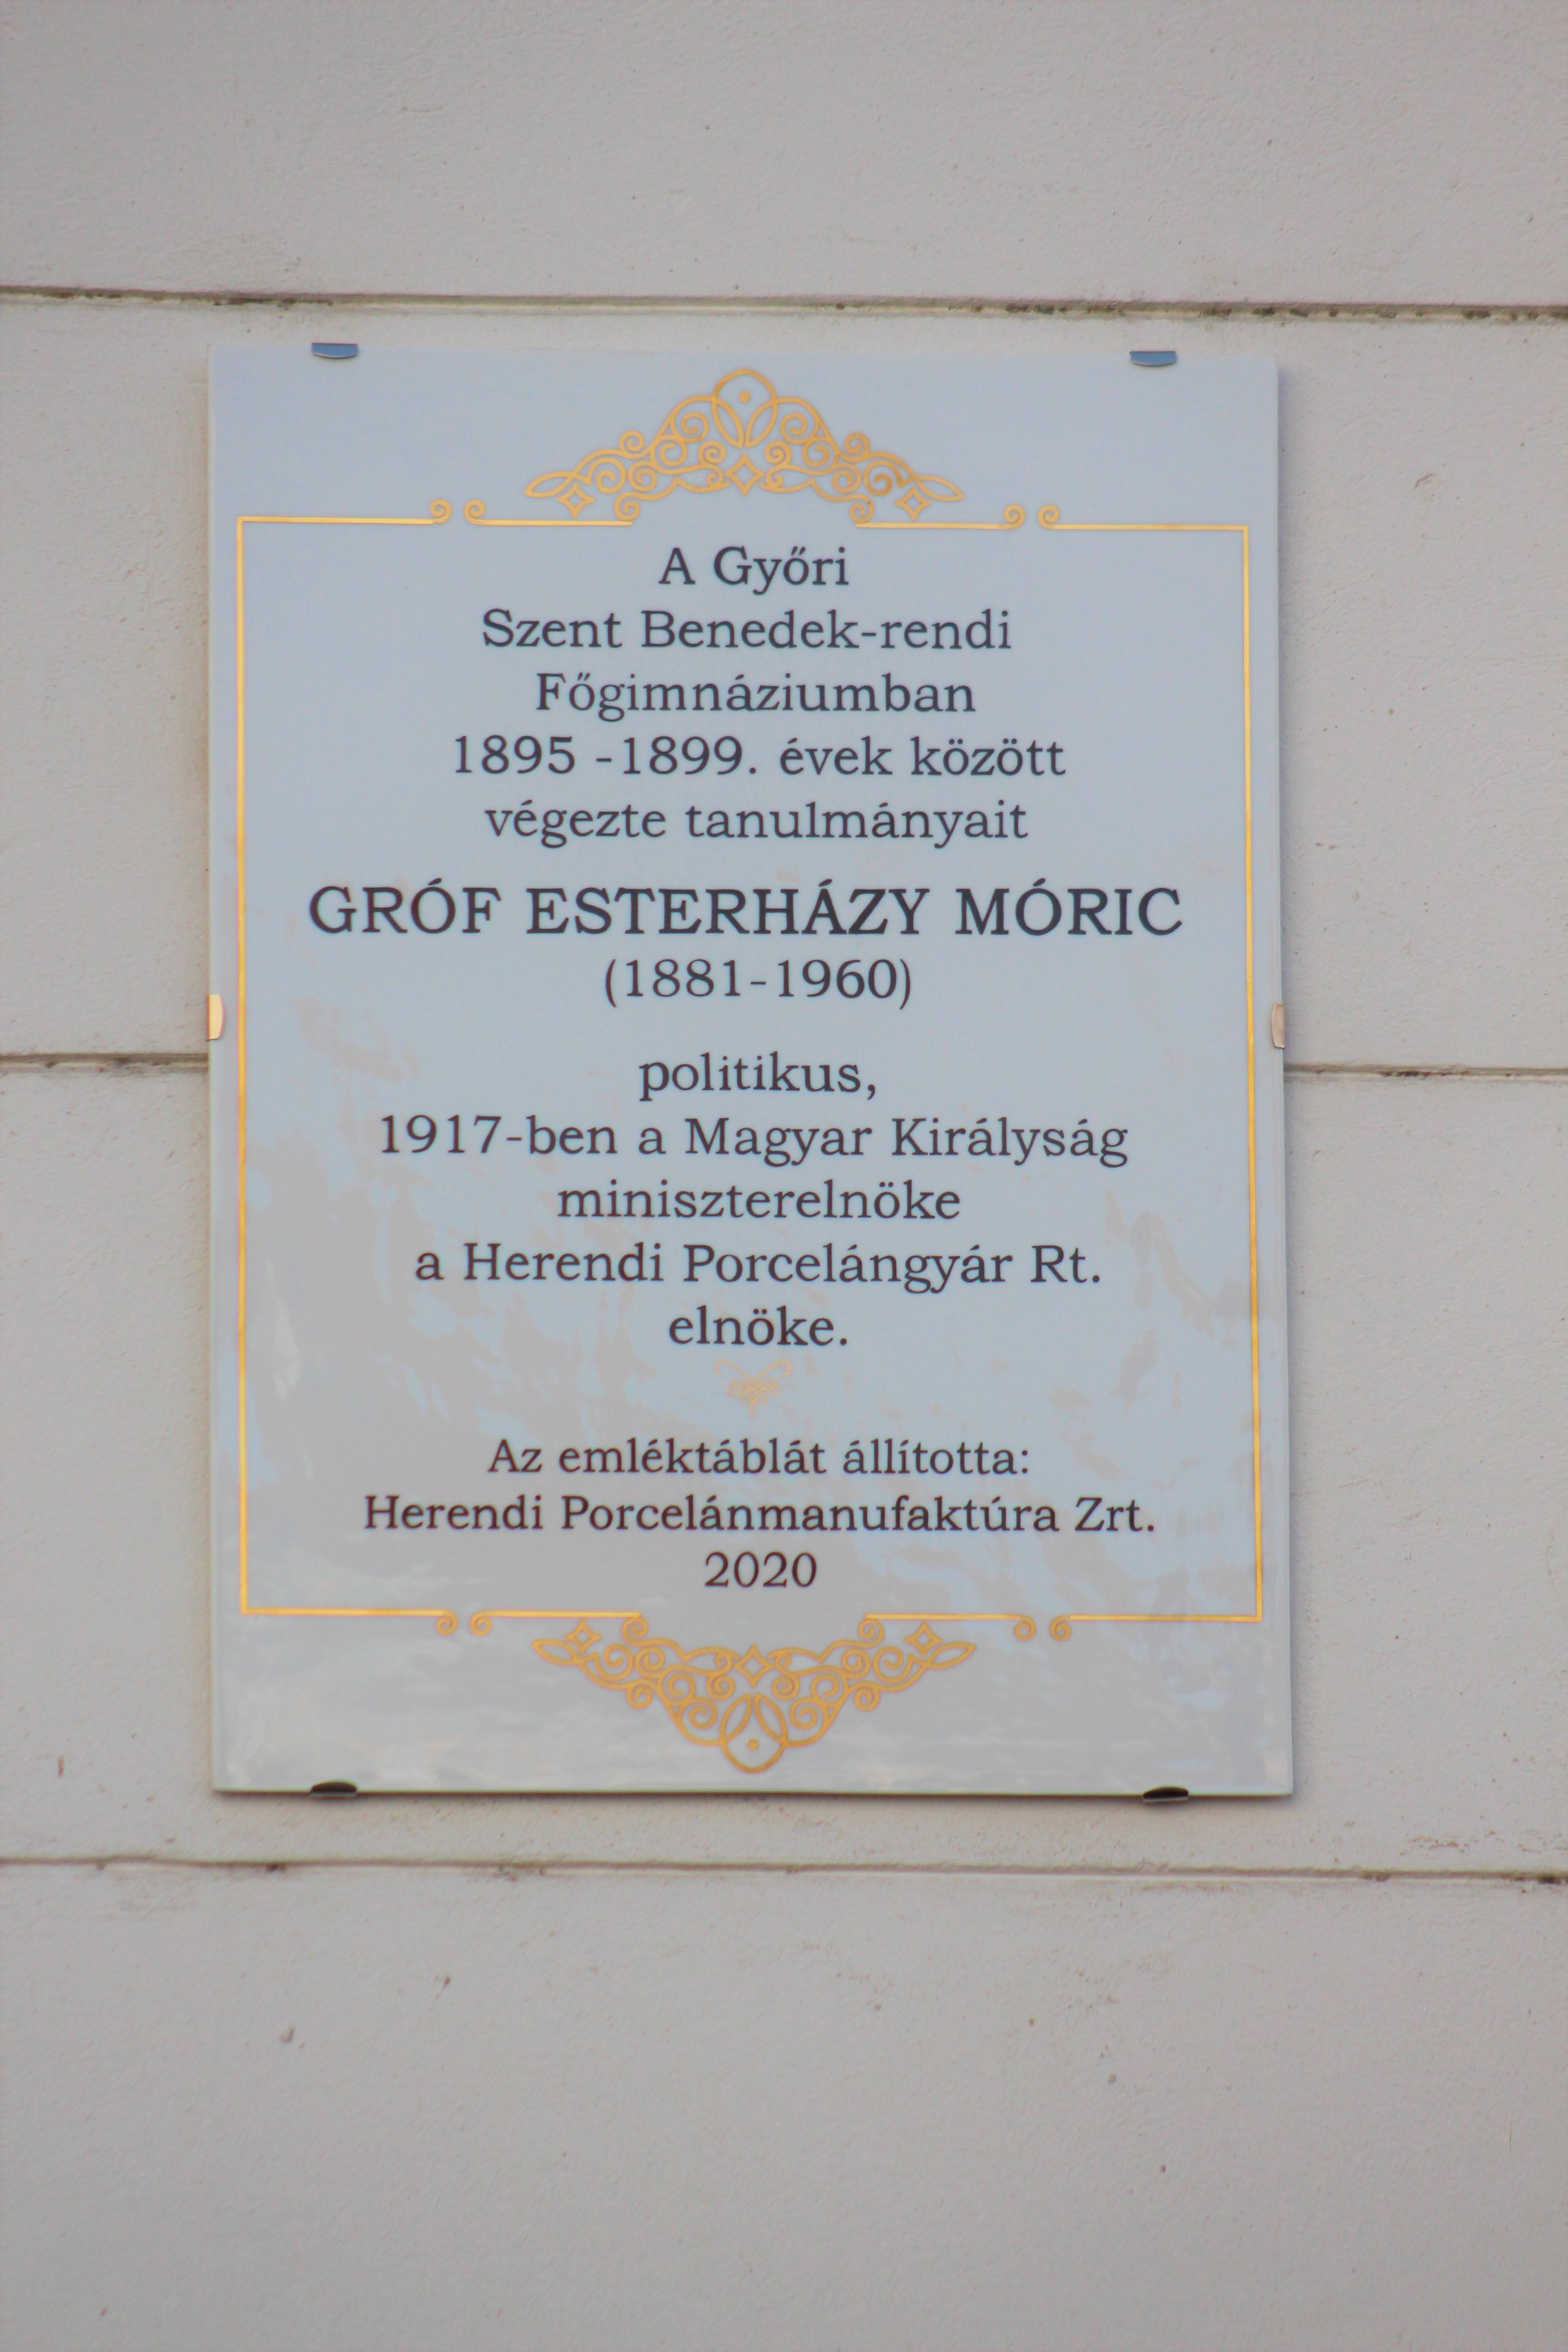 A Győri
Szent Benedek-rendi
Főgimnáziumban
1895 -1899. évek között
végezte tanulmányait
GRÓF ESTERHÁZY MÓRIC
(1881-1960)
politikus,
1917-ben a Magyar Királyság
miniszterelnöke
a Herendi Porcelángyár Rt.
elnöke.
Az emléktáblát állította:
Herendi Porcelánmanufaktúra Zrt.
2020